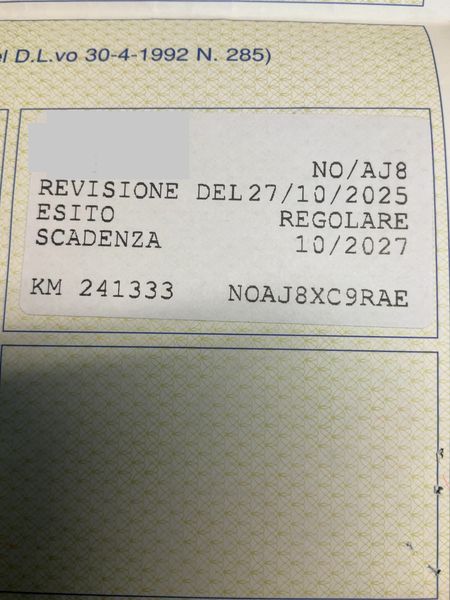 el D.L.vo 30-4-1992 N. 285)
NO/AJ8
REVISIONE DEL27/10/2025
ESITO REGOLARE
SCADENZA 10/2027
KM 241333 NOAJ8XC9RAE